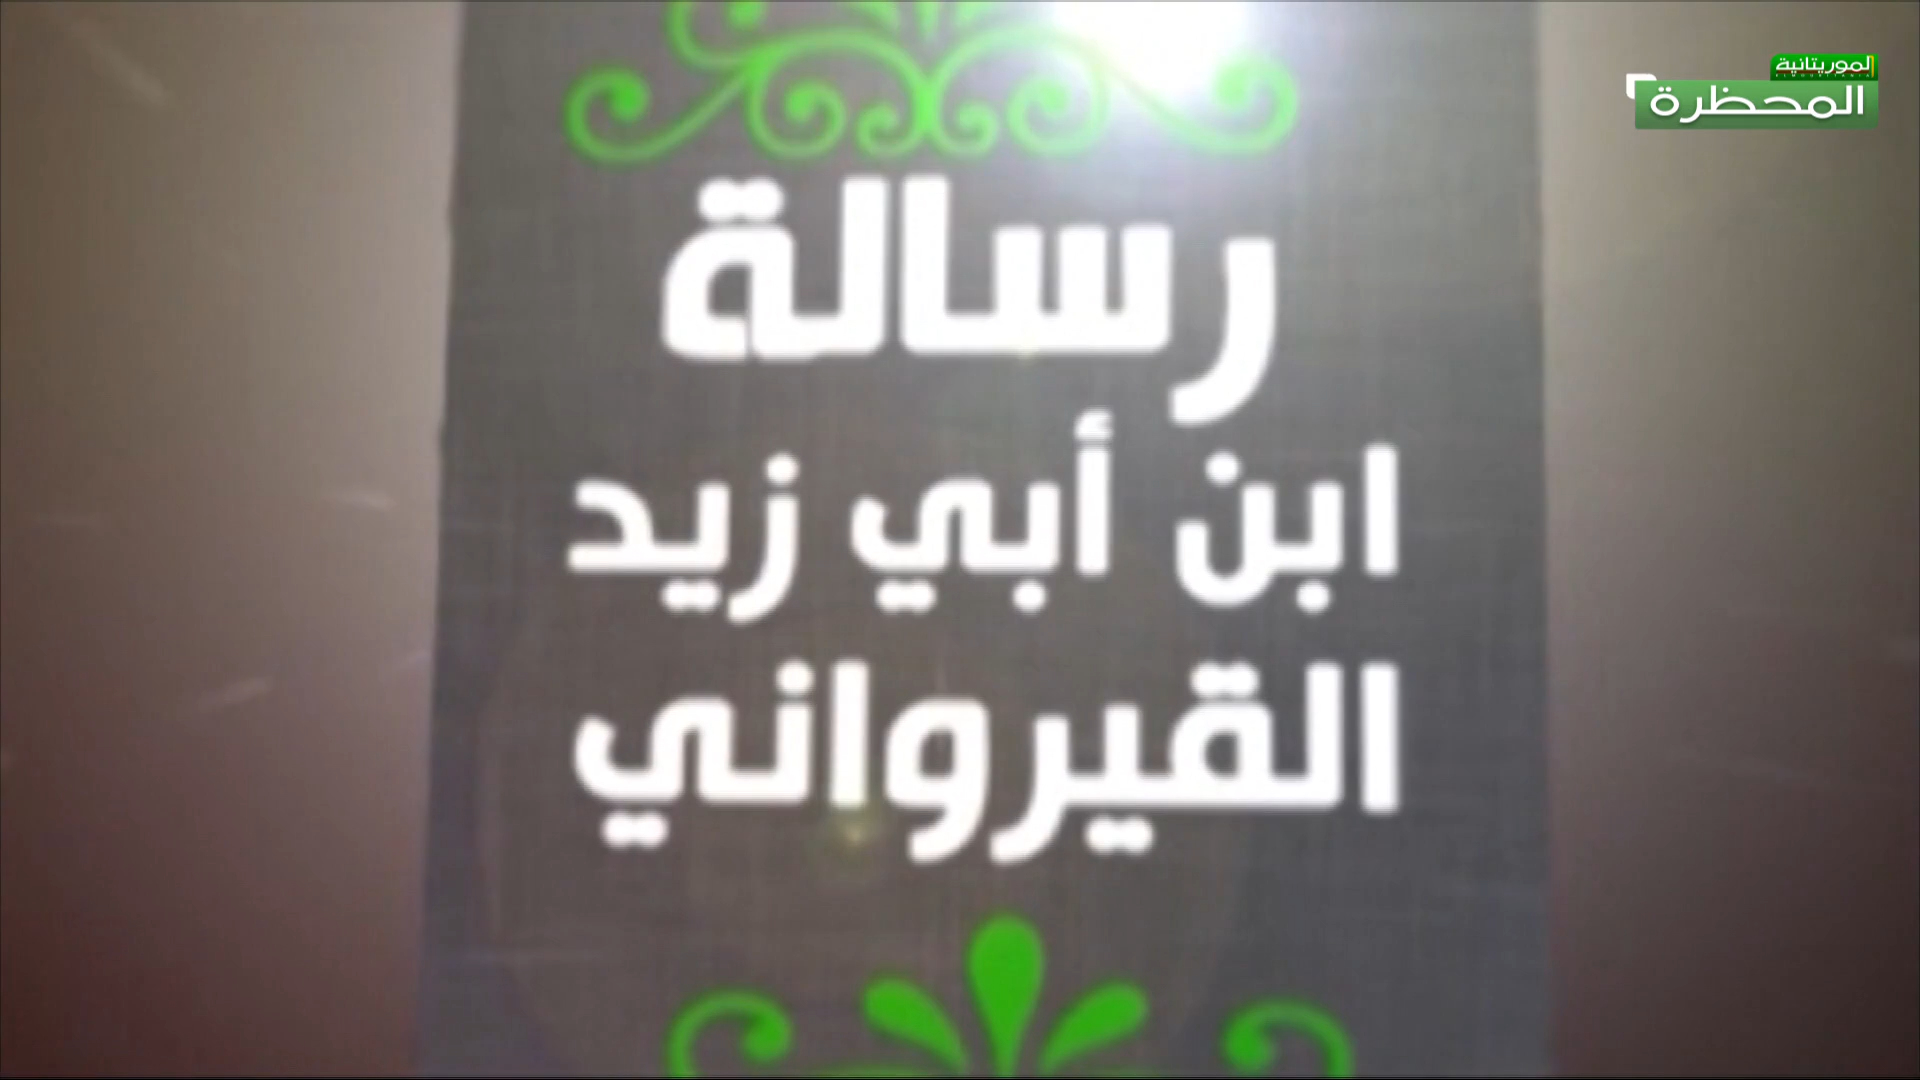 الموريتانية
المحظرة
رسالة
ابن أبي زيد
القيرواني